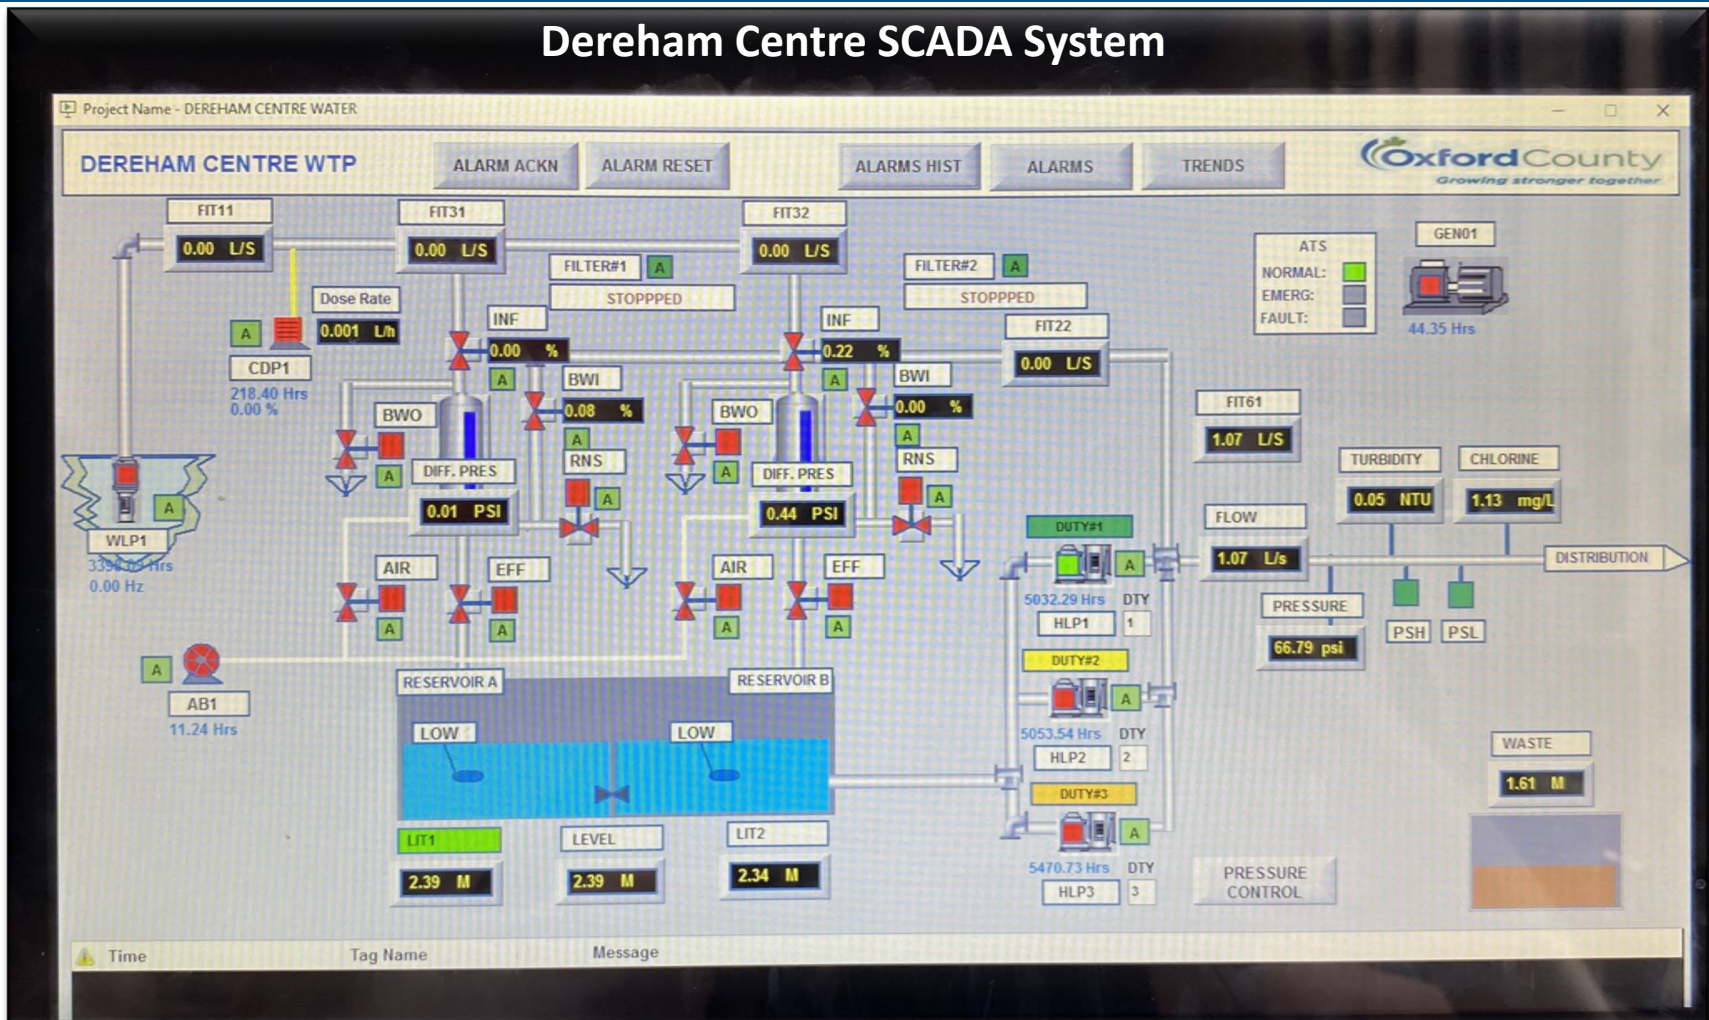 Dereham Centre SCADA System
Project Name - DEREHAM CENTRE WATER
DEREHAM CENTRE WTP
ALARM ACKN
ALARM RESET
ALARMS HIST
ALARMS
TRENDS
OxfordCounty
Growing stronger together
FIT11
0.00 L/S
FIT31
0.00 L/S
FIT32
0.00 L/S
FILTER#1
A
STOPPPED
FILTER#2
A
STOPPPED
ATS
NORMAL:
EMERG:
FAULT:
GEN01
44.35 Hrs
Dose Rate
0.001 L/h
A
CDP1
218.40 Hrs
0.00 %
INF
0.00 %
A
BWI
0.08 %
A
RNS
A
BWO
A
DIFF. PRES
0.01 PSI
INF
0.22 %
A
BWI
0.00 %
A
RNS
A
BWO
A
DIFF. PRES
0.44 PSI
FIT22
0.00 L/S
FIT61
1.07 L/S
TURBIDITY
0.05 NTU
CHLORINE
1.13 mg/L
FLOW
1.07 L/s
DISTRIBUTION
PRESSURE
66.79 psi
PSH
PSL
A
WLP1
3398.09 Hrs
0.00 Hz
AIR
A
EFF
A
AIR
A
EFF
A
A
AB1
11.24 Hrs
DUTY#1
A
5032.29 Hrs
DTY
HLP1
1
DUTY#2
A
5053.54 Hrs
DTY
HLP2
2
DUTY#3
A
5470.73 Hrs
DTY
HLP3
3
RESERVOIR A
RESERVOIR B
LOW
LOW
LIT1
2.39 M
LEVEL
2.39 M
LIT2
2.34 M
PRESSURE
CONTROL
WASTE
1.61 M
Time
Tag Name
Message